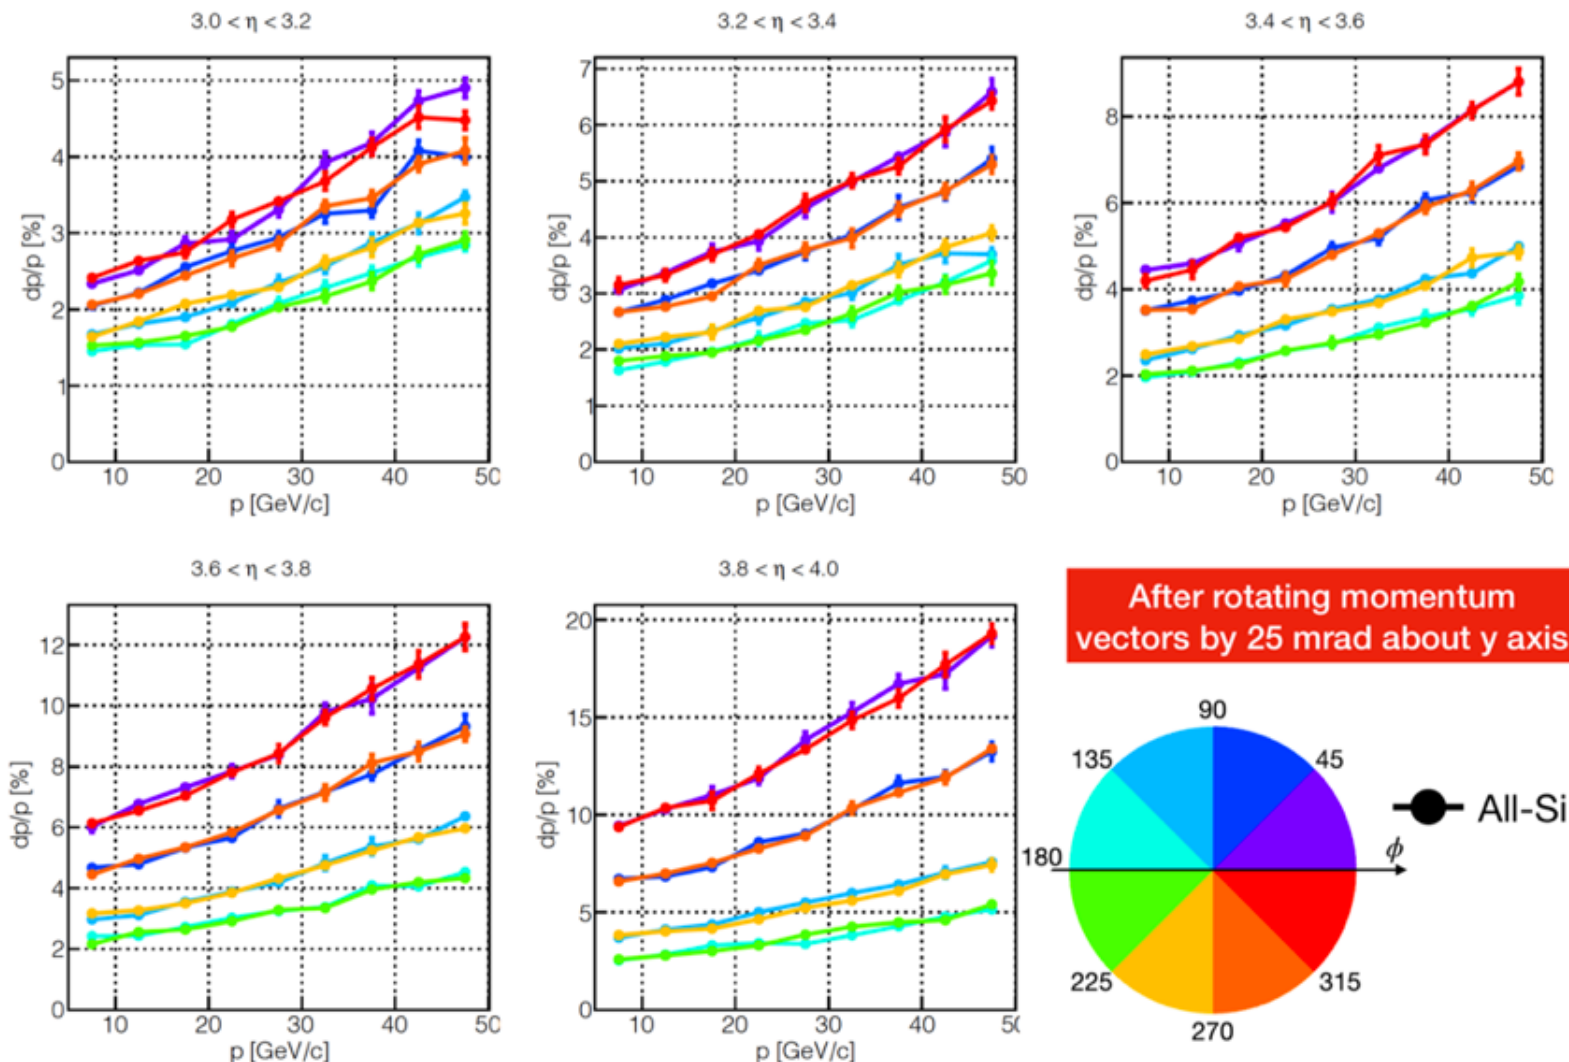 3.0 < η < 3.2
5
4
3
2
1
0
dp/p [%]
10 20 30 40 50
p [GeV/c]
3.2 < η < 3.4
7
6
5
4
3
2
1
0
dp/p [%]
10 20 30 40 50
p [GeV/c]
3.4 < η < 3.6
8
6
4
2
0
dp/p [%]
10 20 30 40 50
p [GeV/c]
3.6 < η < 3.8
12
10
8
6
4
2
0
dp/p [%]
10 20 30 40 50
p [GeV/c]
3.8 < η < 4.0
20
15
10
5
0
dp/p [%]
10 20 30 40 50
p [GeV/c]
After rotating momentum
vectors by 25 mrad about y axis
90
135 45
All-Si
180 ϕ
225 315
270